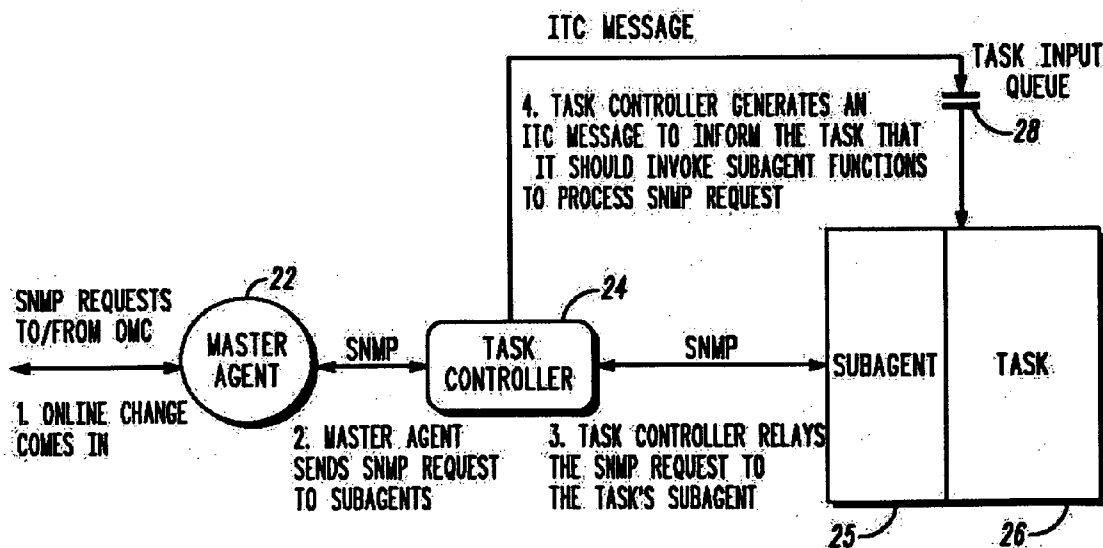 ITC MESSAGE
TASK INPUT
QUEUE
28
4. TASK CONTROLLER GENERATES AN
ITC MESSAGE TO INFORM THE TASK THAT
IT SHOULD INVOKE SUBAGENT FUNCTIONS
TO PROCESS SNMP REQUEST
22
24
SNMP REQUESTS
TO/FROM OMC
MASTER
AGENT
SNMP
TASK
CONTROLLER
SNMP
SUBAGENT
TASK
1. ONLINE CHANGE
COMES IN
2. MASTER AGENT
SENDS SNMP REQUEST
TO SUBAGENTS
3. TASK CONTROLLER RELAYS
THE SNMP REQUEST TO
THE TASK'S SUBAGENT
25
26